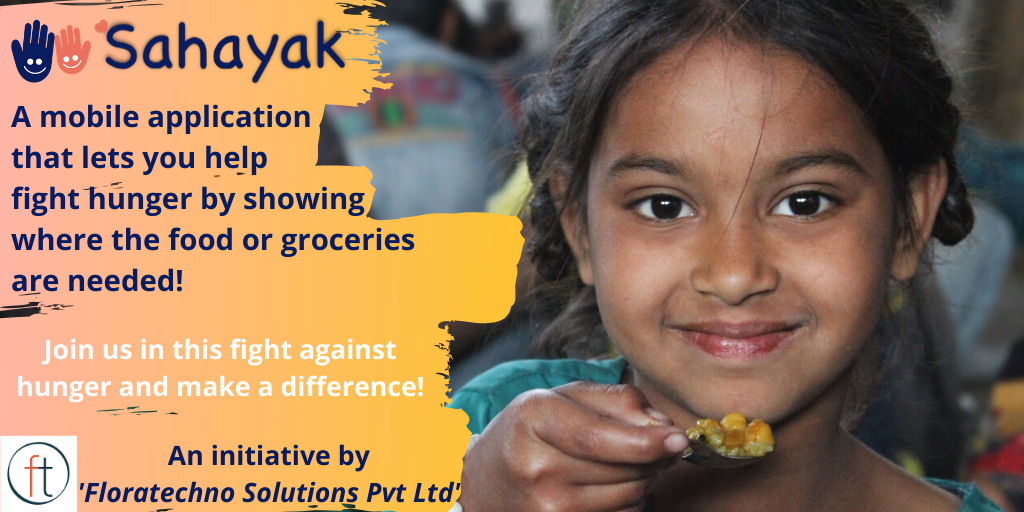 Sahayak
A mobile application
that lets you help
fight hunger by showing
where the food or groceries
are needed!
Join us in this fight against
hunger and make a difference!
An initiative by
ft
'Floratechno Solutions Pvt Ltd'